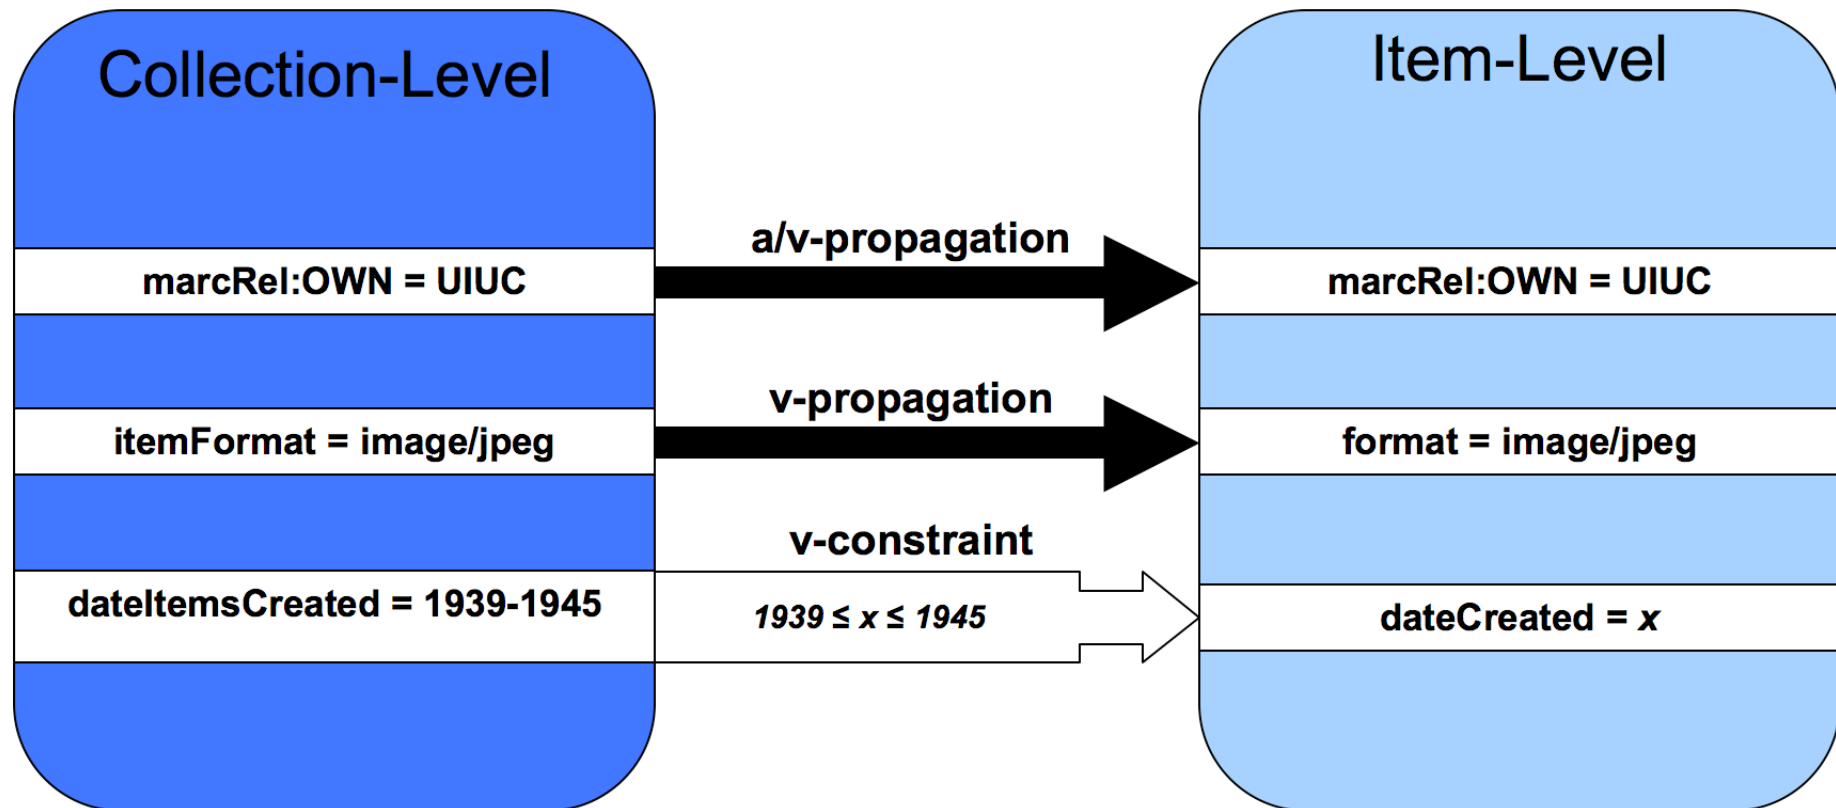 Collection-Level
Item-Level
a/v-propagation
marcRel:OWN = UIUC
marcRel:OWN = UIUC
v-propagation
itemFormat = image/jpeg
format = image/jpeg
v-constraint
dateItemsCreated = 1939-1945
1939 ≤ x ≤ 1945
dateCreated = x